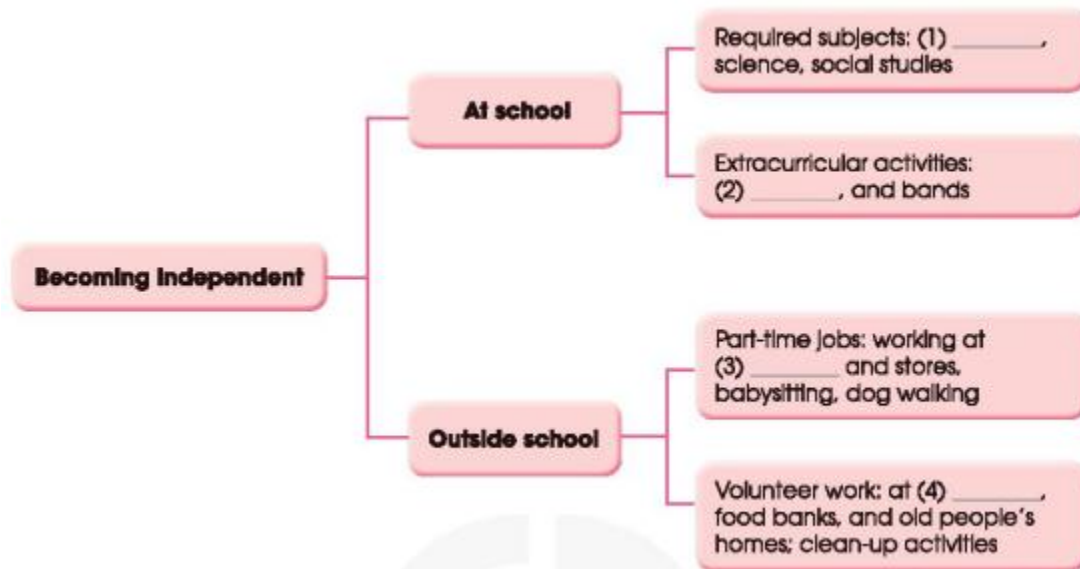 Becoming independent
At school
Required subjects: (1) ________,
science, social studies
Extracurricular activities:
(2) ________, and bands
Outside school
Part-time jobs: working at
(3) ________ and stores,
babysitting, dog walking
Volunteer work: at (4) ________,
food banks, and old people's
homes; clean-up activities